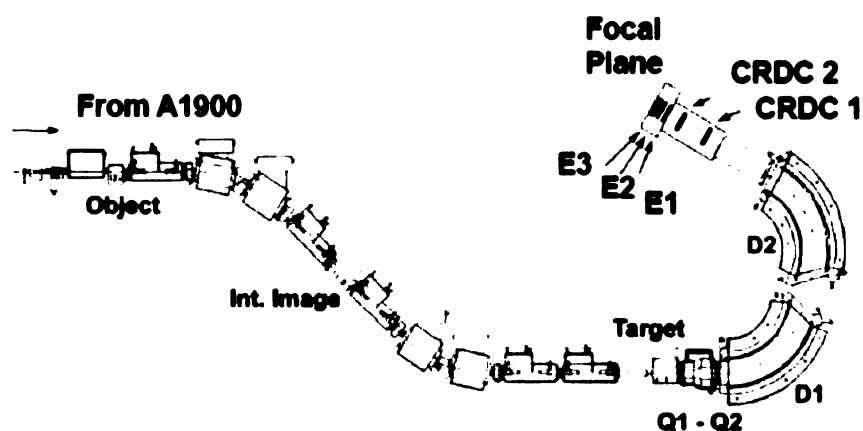 Focal
Plane
CRDC 2
CRDC 1
From A1900
E3
E2
E1
Object
D2
Int. Image
Target
D1
Q1 - Q2